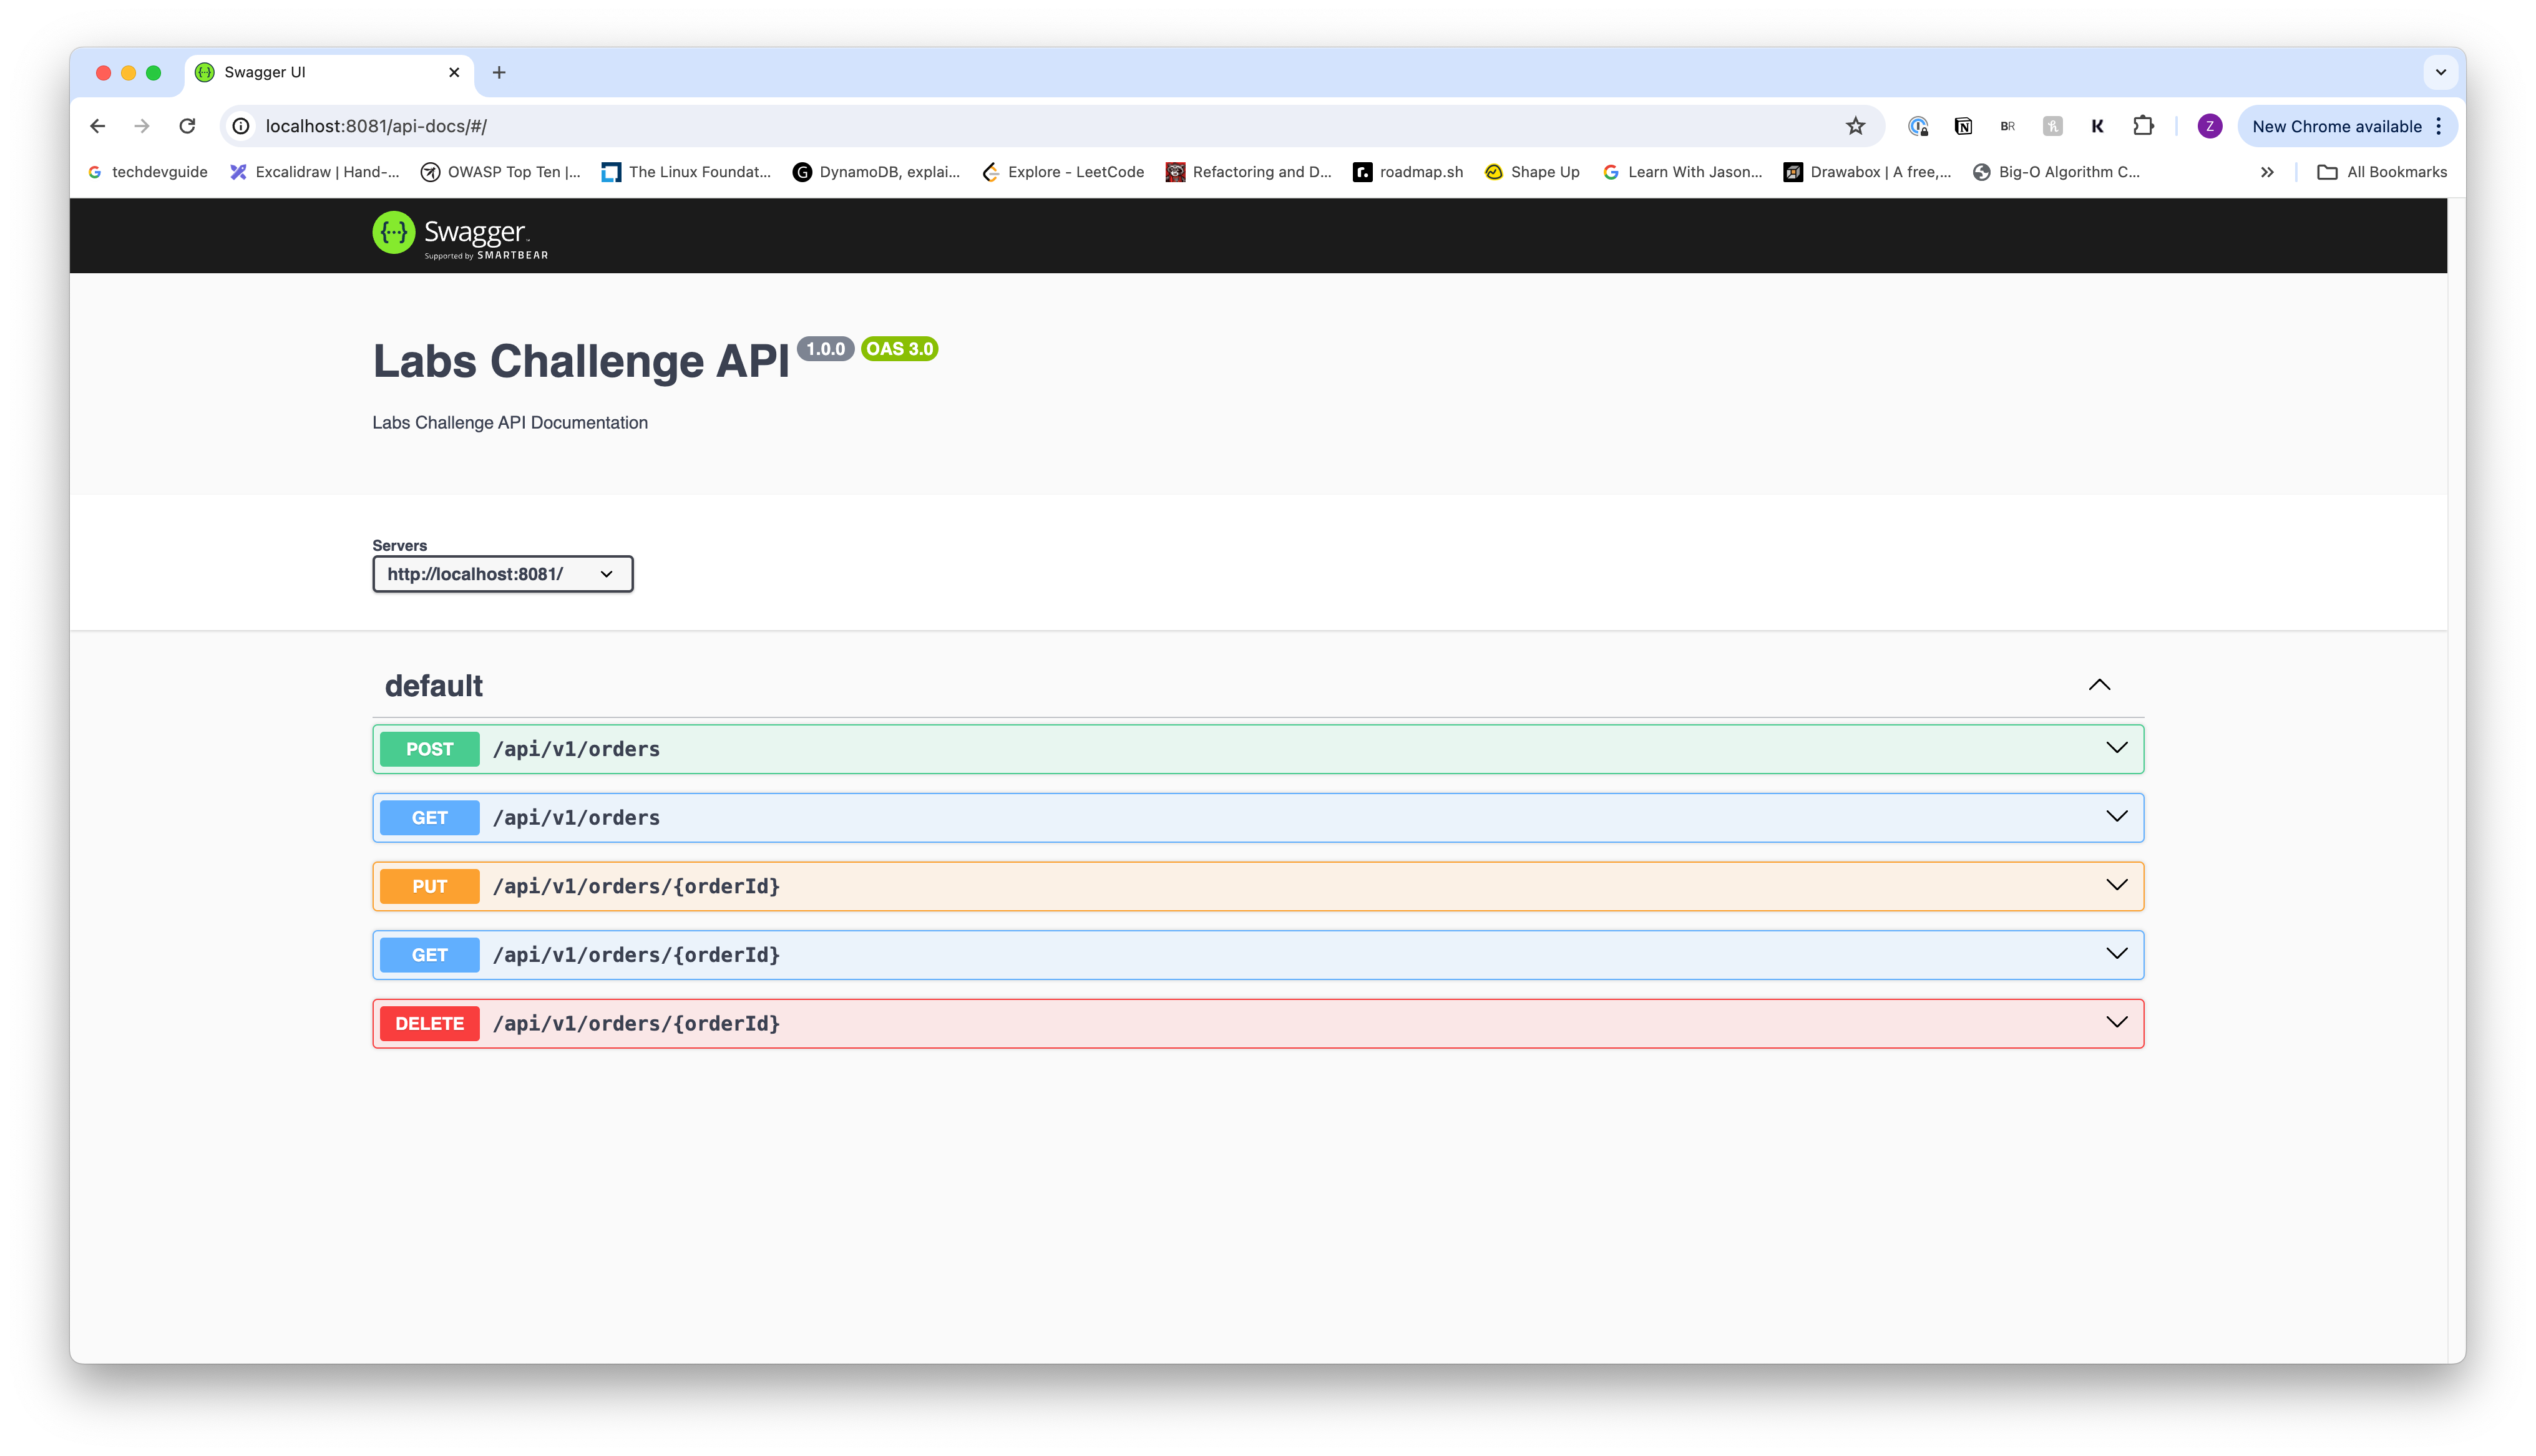 Swagger UI
localhost:8081/api-docs/#/
New Chrome available
techdevguide
Excalidraw | Hand-...
OWASP Top Ten |...
The Linux Foundat...
DynamoDB, explai...
Explore - LeetCode
Refactoring and D...
roadmap.sh
Shape Up
Learn With Jason...
Drawabox | A free,...
Big-O Algorithm C...
All Bookmarks
Swagger
Supported by SMARTBEAR
Labs Challenge API 1.0.0 OAS 3.0
Labs Challenge API Documentation
Servers
http://localhost:8081/
default
POST /api/v1/orders
GET /api/v1/orders
PUT /api/v1/orders/{orderId}
GET /api/v1/orders/{orderId}
DELETE /api/v1/orders/{orderId}